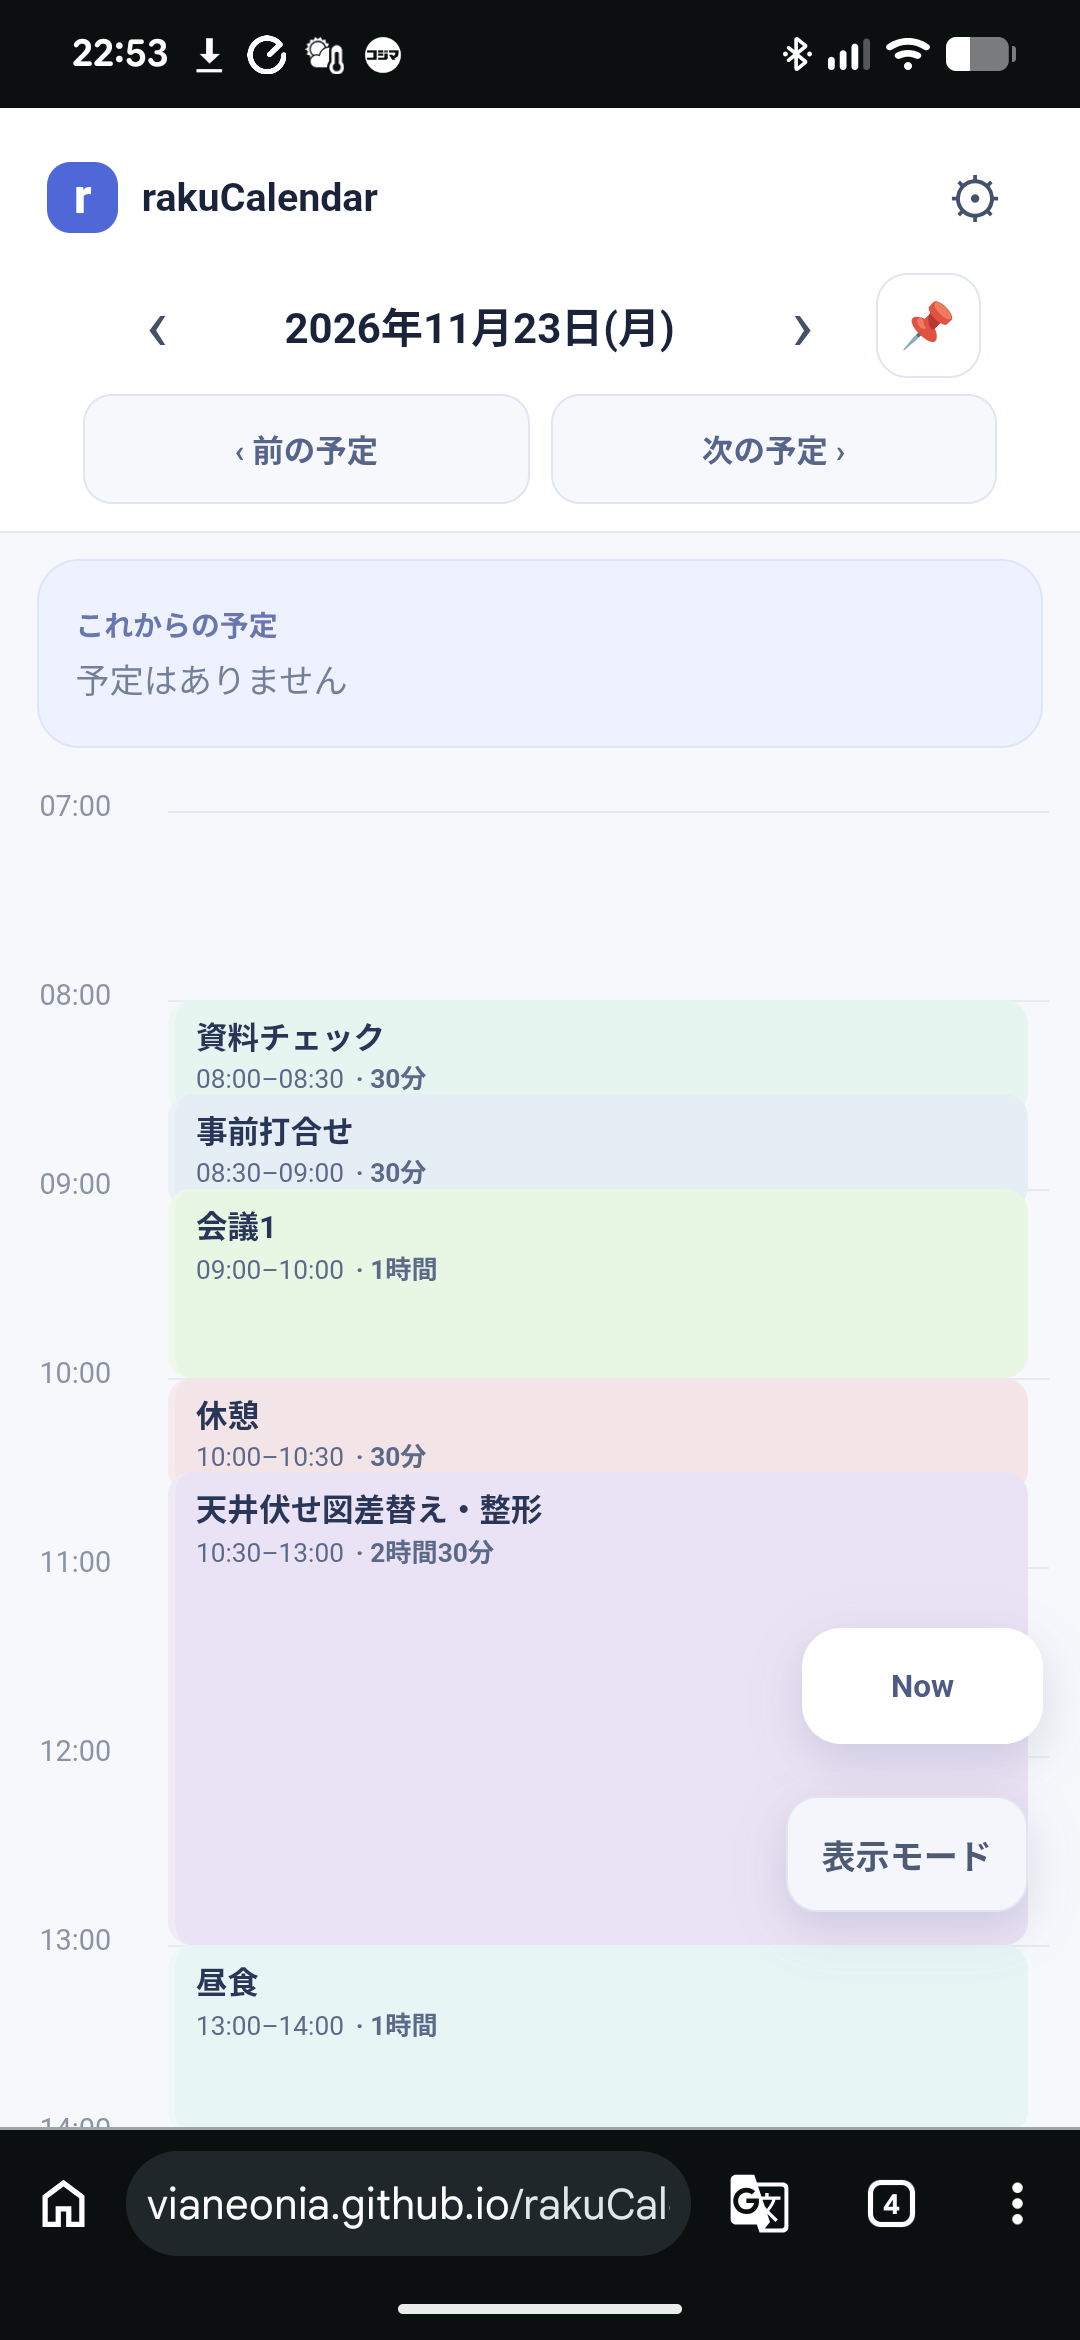 22:53
コジマ
r rakuCalendar
‹ 2026年11月23日(月) ›
‹ 前の予定 次の予定 ›
これからの予定
予定はありません
07:00
08:00
資料チェック
08:00–08:30 · 30分
事前打合せ
08:30–09:00 · 30分
09:00
会議1
09:00–10:00 · 1時間
10:00
休憩
10:00–10:30 · 30分
天井伏せ図差替え・整形
10:30–13:00 · 2時間30分
11:00
Now
12:00
表示モード
13:00
昼食
13:00–14:00 · 1時間
14:00
vianeonia.github.io/rakuCal
G文
4